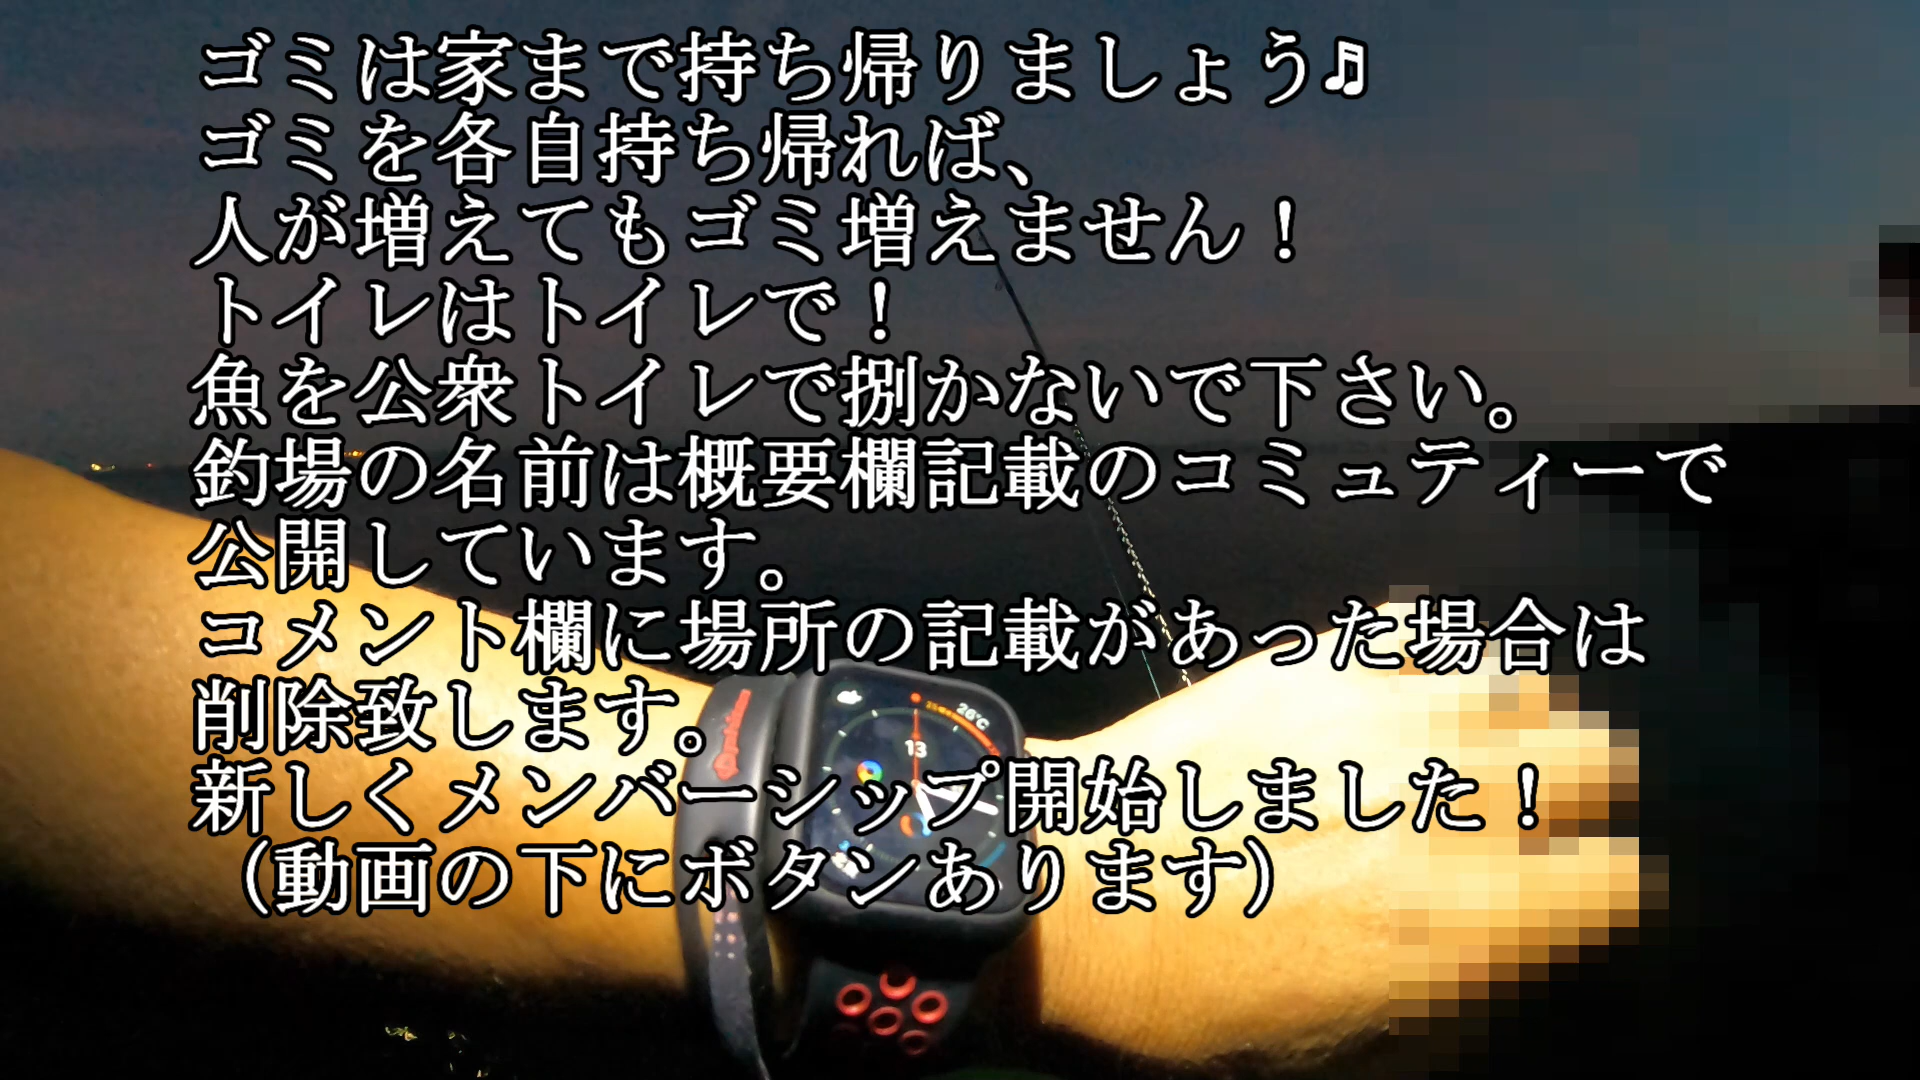 ゴミは家まで持ち帰りましょう♬
ゴミを各自持ち帰れば、
人が増えてもゴミ増えません！
トイレはトイレで！
魚を公衆トイレで捌かないで下さい。
釣場の名前は概要欄記載のコミュティーで
公開しています。
コメント欄に場所の記載があった場合は
削除致します。
新しくメンバーシップ開始しました！
（動画の下にボタンあります）
26°C
13